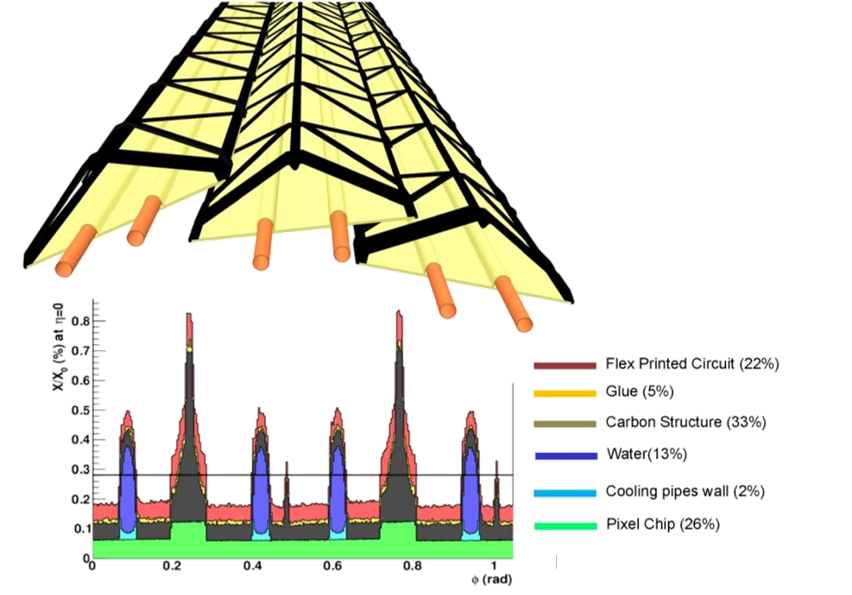 X/X₀ (%) at η=0
0.8
0.7
0.6
0.5
0.4
0.3
0.2
0.1
0
0 0.2 0.4 0.6 0.8 1
ϕ (rad)
Flex Printed Circuit (22%)
Glue (5%)
Carbon Structure (33%)
Water(13%)
Cooling pipes wall (2%)
Pixel Chip (26%)